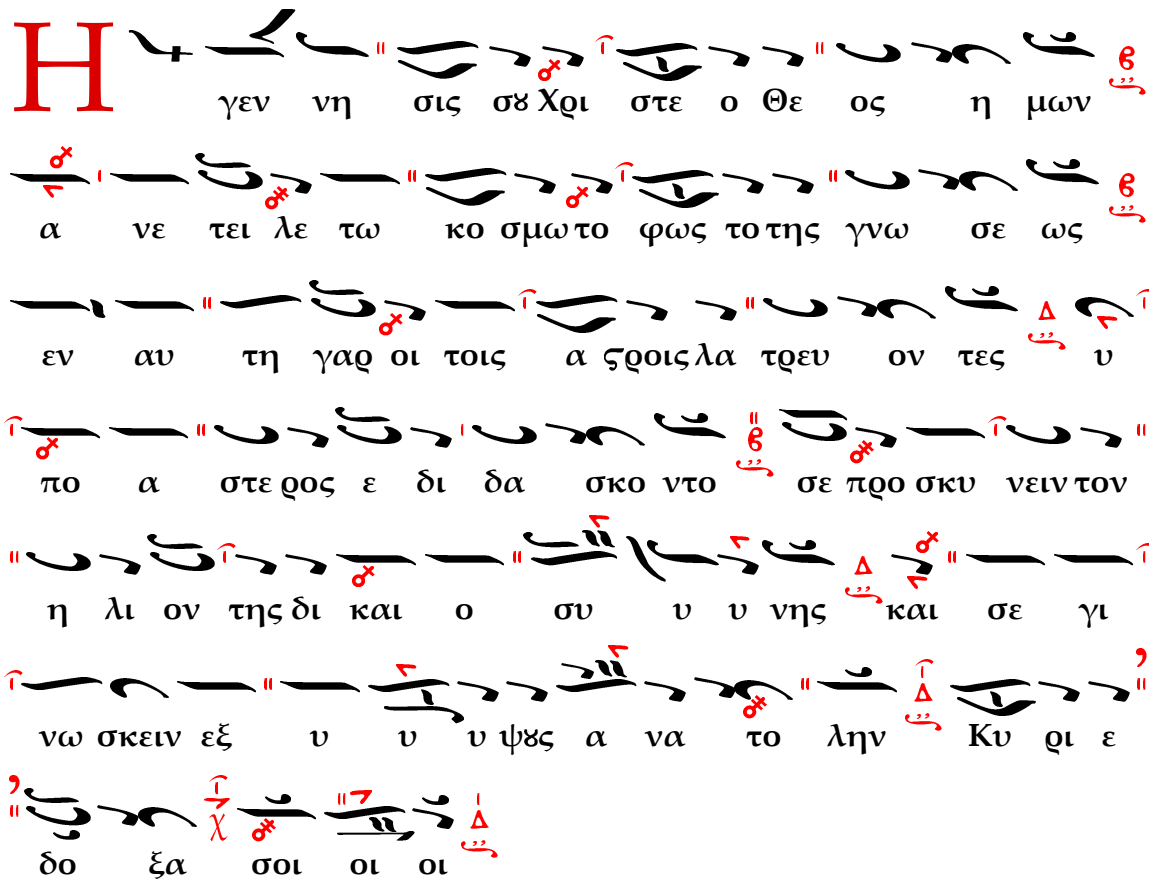 Η γεν νη σις σȣ Χρι στε ο Θε ος η μων
α νε τει λε τω κο σμω το φως το της γνω σε ως
εν αυ τη γαρ οι τοις α ϛροις λα τρευ ον τες υ
πο α στε ρος ε δι δα σκο ντο σε προ σκυ νειν τον
η λι ον της δι και ο συ υ υ νης και σε γι
νω σκειν εξ υ υ υ ψȣς α να το λην Κυ ρι ε
δο ξα σοι οι οι